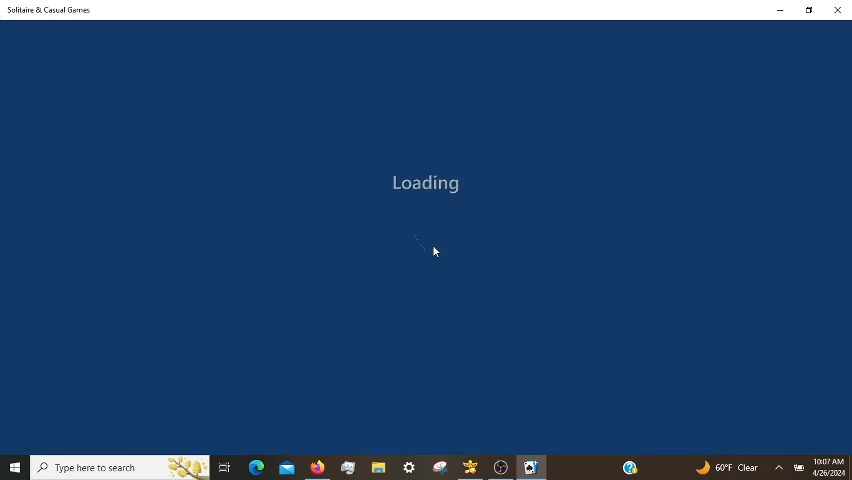 Solitaire & Casual Games
Loading
Type here to search
60°F Clear
10:07 AM
4/26/2024